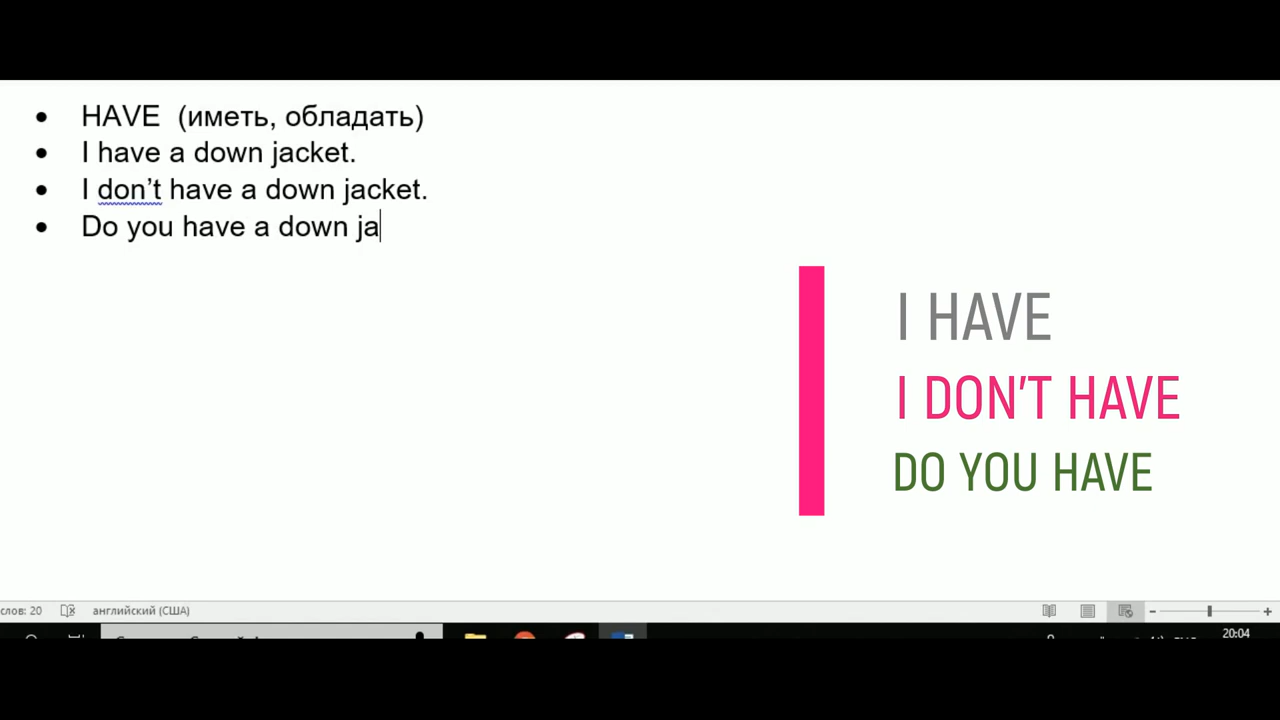 HAVE (иметь, обладать)
I have a down jacket.
I don’t have a down jacket.
Do you have a down ja
I HAVE
I DON’T HAVE
DO YOU HAVE
слов: 20 английский (США)
20:04